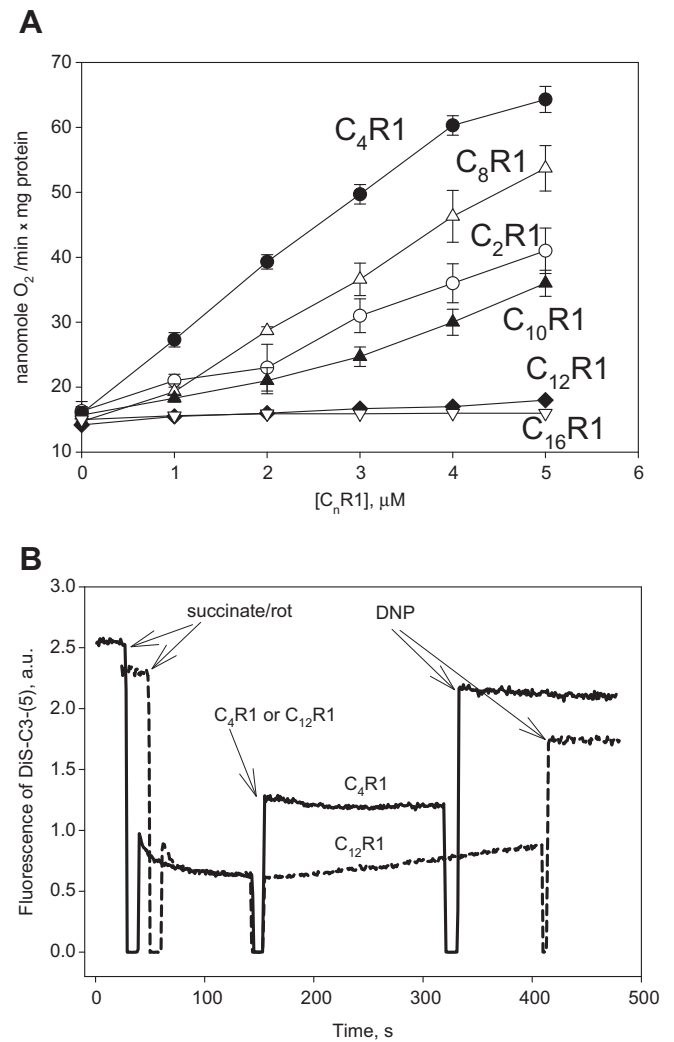 A
70
60
50
40
30
20
10
nanomole O₂ /min x mg protein
C₄R1
C₈R1
C₂R1
C₁₀R1
C₁₂R1
C₁₆R1
0 1 2 3 4 5 6
[CₙR1], μM
B
3.0
2.5
2.0
1.5
1.0
0.5
0.0
Fluorescence of DiS-C3-(5), a.u.
succinate/rot
DNP
C₄R1 or C₁₂R1
C₄R1
C₁₂R1
0 100 200 300 400 500
Time, s